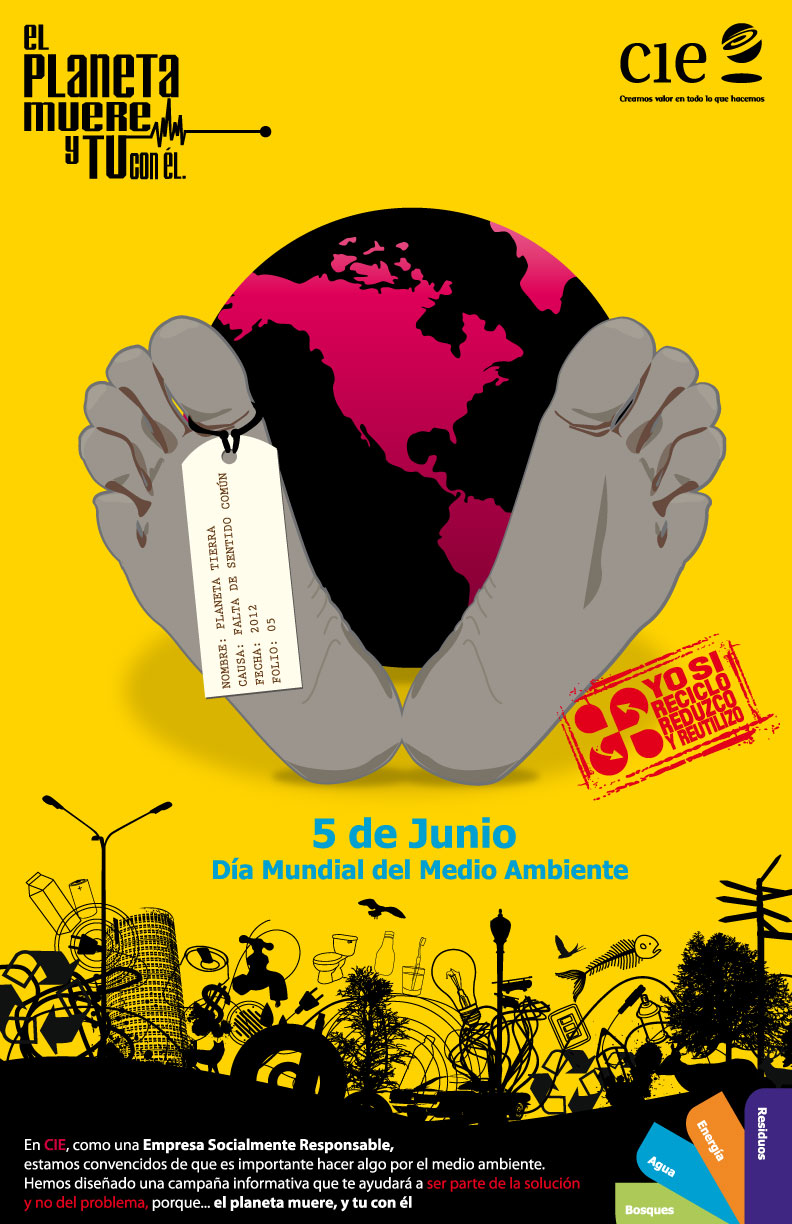 EL
PLANETA
MUERE
Y TU CON ÉL.
cie
Creamos valor en todo lo que hacemos
NOMBRE: PLANETA TIERRA
CAUSA: FALTA DE SENTIDO COMÚN
FECHA: 2012
FOLIO: 05
YO SI
RECICLO
REDUZCO
Y REUTILIZO
5 de Junio
Día Mundial del Medio Ambiente
@
$
E
En CIE, como una Empresa Socialmente Responsable,
estamos convencidos de que es importante hacer algo por el medio ambiente.
Hemos diseñado una campaña informativa que te ayudará a ser parte de la solución
y no del problema, porque... el planeta muere, y tu con él
Bosques
Agua
Energía
Residuos